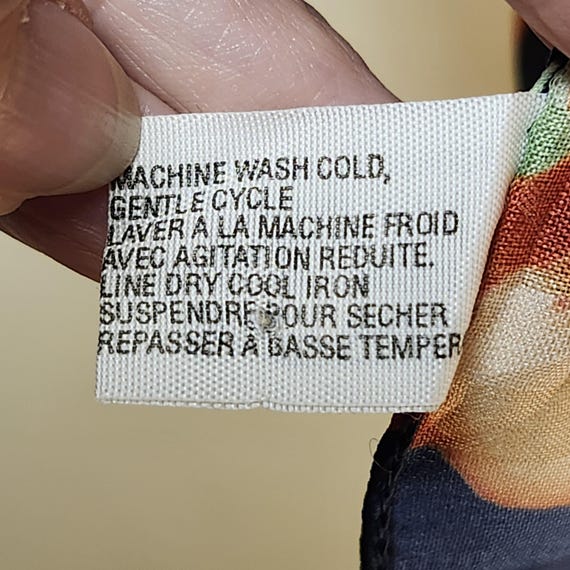 MACHINE WASH COLD,
GENTLE CYCLE
LAVER A LA MACHINE FROID
AVEC AGITATION REDUITE.
LINE DRY COOL IRON
SUSPENDRE POUR SECHER
REPASSER À BASSE TEMPER